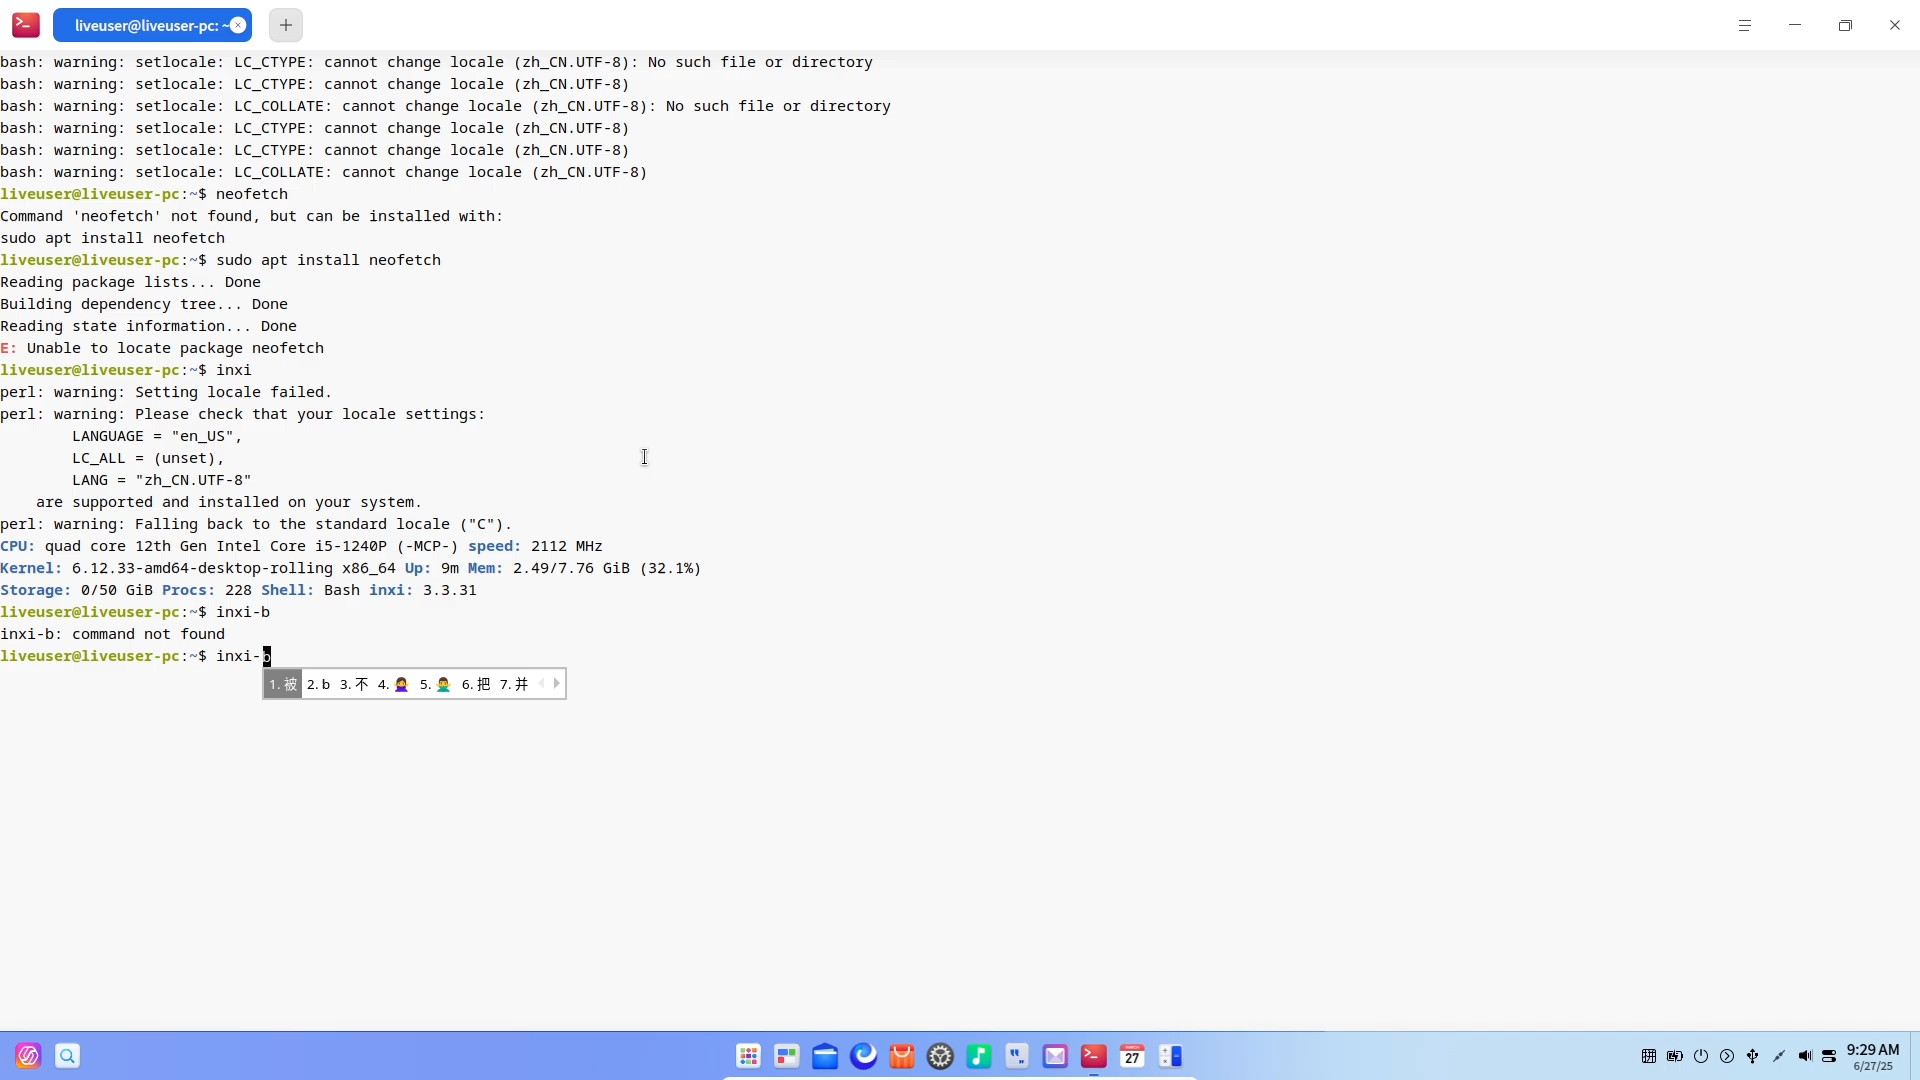 liveuser@liveuser-pc: ~
bash: warning: setlocale: LC_CTYPE: cannot change locale (zh_CN.UTF-8): No such file or directory
bash: warning: setlocale: LC_CTYPE: cannot change locale (zh_CN.UTF-8)
bash: warning: setlocale: LC_COLLATE: cannot change locale (zh_CN.UTF-8): No such file or directory
bash: warning: setlocale: LC_CTYPE: cannot change locale (zh_CN.UTF-8)
bash: warning: setlocale: LC_CTYPE: cannot change locale (zh_CN.UTF-8)
bash: warning: setlocale: LC_COLLATE: cannot change locale (zh_CN.UTF-8)
liveuser@liveuser-pc:~$ neofetch
Command 'neofetch' not found, but can be installed with:
sudo apt install neofetch
liveuser@liveuser-pc:~$ sudo apt install neofetch
Reading package lists... Done
Building dependency tree... Done
Reading state information... Done
E: Unable to locate package neofetch
liveuser@liveuser-pc:~$ inxi
perl: warning: Setting locale failed.
perl: warning: Please check that your locale settings:
        LANGUAGE = "en_US",
        LC_ALL = (unset),
        LANG = "zh_CN.UTF-8"
    are supported and installed on your system.
perl: warning: Falling back to the standard locale ("C").
CPU: quad core 12th Gen Intel Core i5-1240P (-MCP-) speed: 2112 MHz
Kernel: 6.12.33-amd64-desktop-rolling x86_64 Up: 9m Mem: 2.49/7.76 GiB (32.1%)
Storage: 0/50 GiB Procs: 228 Shell: Bash inxi: 3.3.31
liveuser@liveuser-pc:~$ inxi-b
inxi-b: command not found
liveuser@liveuser-pc:~$ inxi-b
1. 被 2. b 3. 不 4. 🙅‍♀️ 5. 🙅‍♂️ 6. 把 7. 并
27
拼
9:29 AM
6/27/25